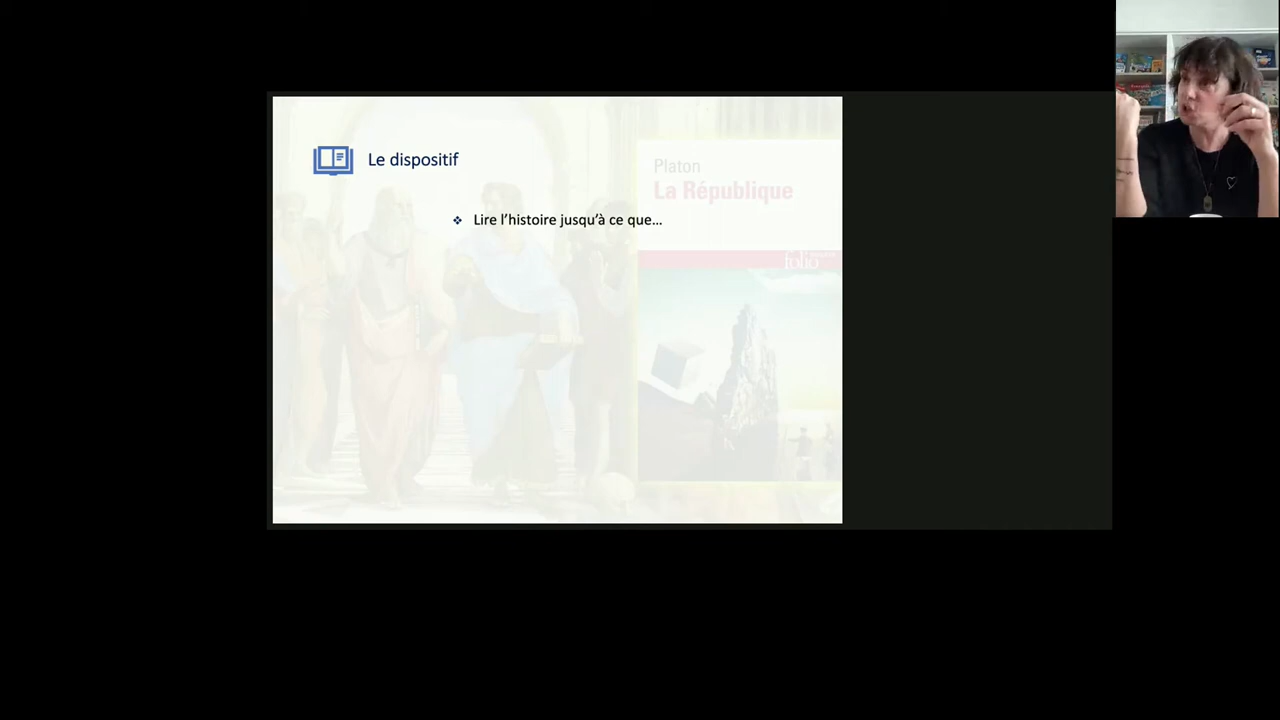 Le dispositif
Platon
La République
Lire l'histoire jusqu'à ce que…
folio